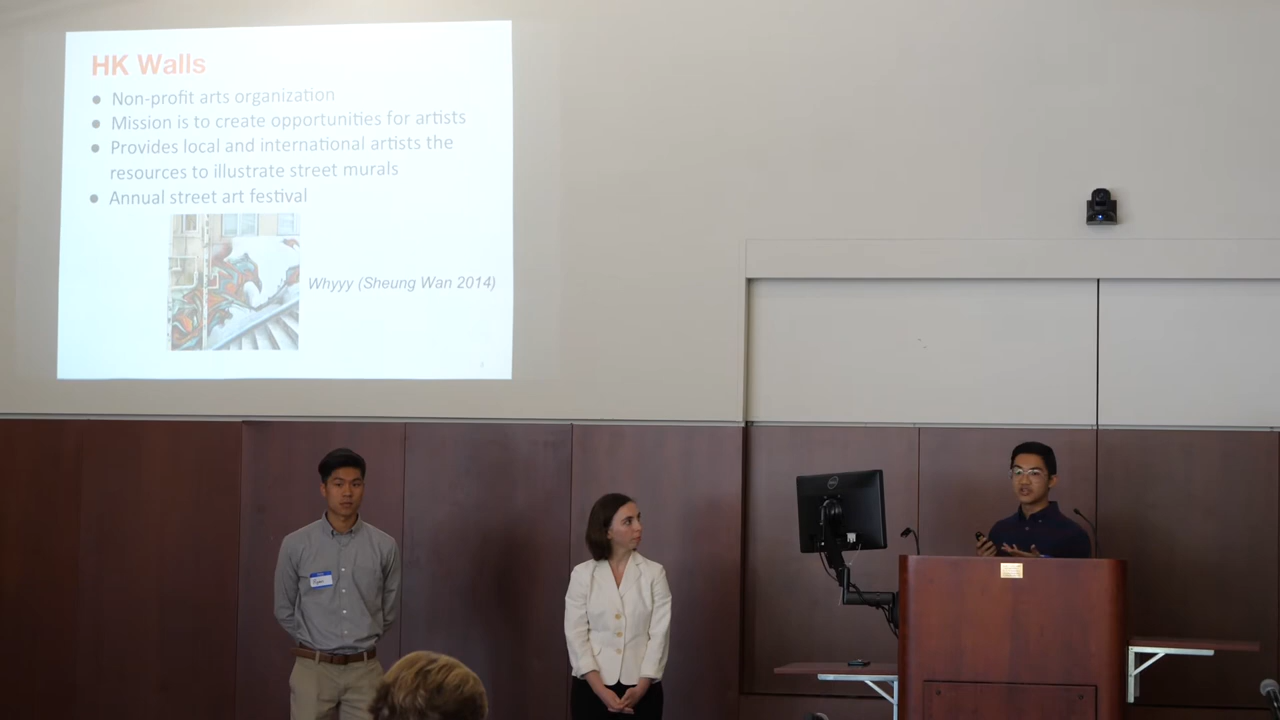 HK Walls
● Non-profit arts organization
● Mission is to create opportunities for artists
● Provides local and international artists the
resources to illustrate street murals
● Annual street art festival
Whyyy (Sheung Wan 2014)
DELL